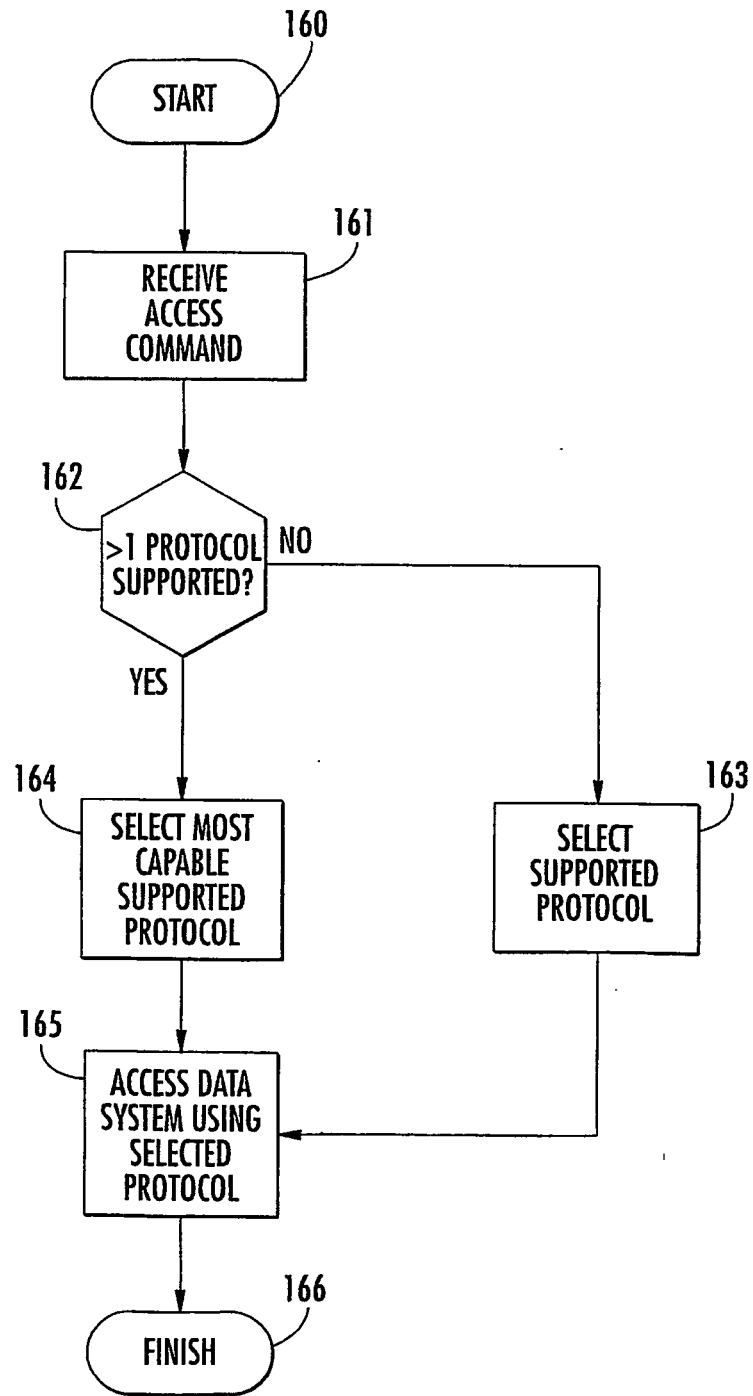 160
START
161
RECEIVE
ACCESS
COMMAND
162
>1 PROTOCOL
SUPPORTED?
NO
YES
164
SELECT MOST
CAPABLE
SUPPORTED
PROTOCOL
163
SELECT
SUPPORTED
PROTOCOL
165
ACCESS DATA
SYSTEM USING
SELECTED
PROTOCOL
166
FINISH